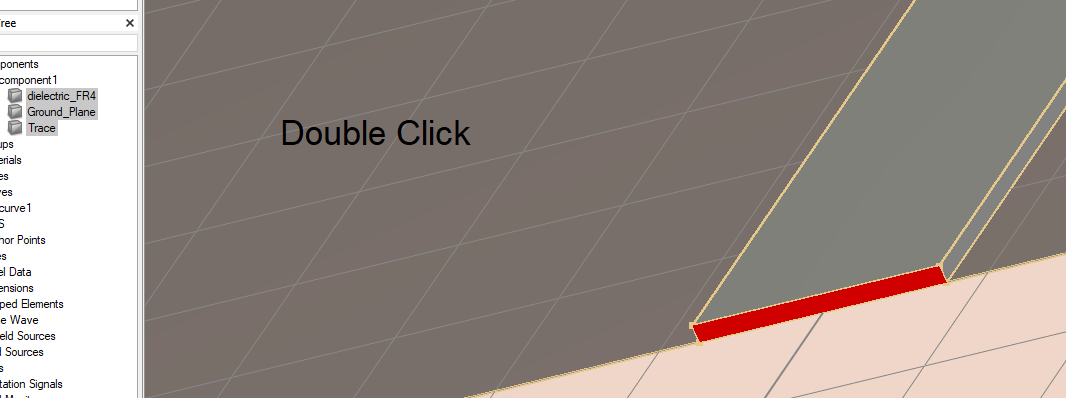 ree
ponents
component1
dielectric_FR4
Ground_Plane
Trace
ups
erials
es
ves
curve1
S
hor Points
es
el Data
ensions
ped Elements
e Wave
eld Sources
d Sources
s
tation Signals
Double Click